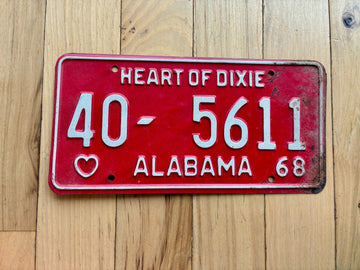 HEART OF DIXIE
40- 5611
ALABAMA 68